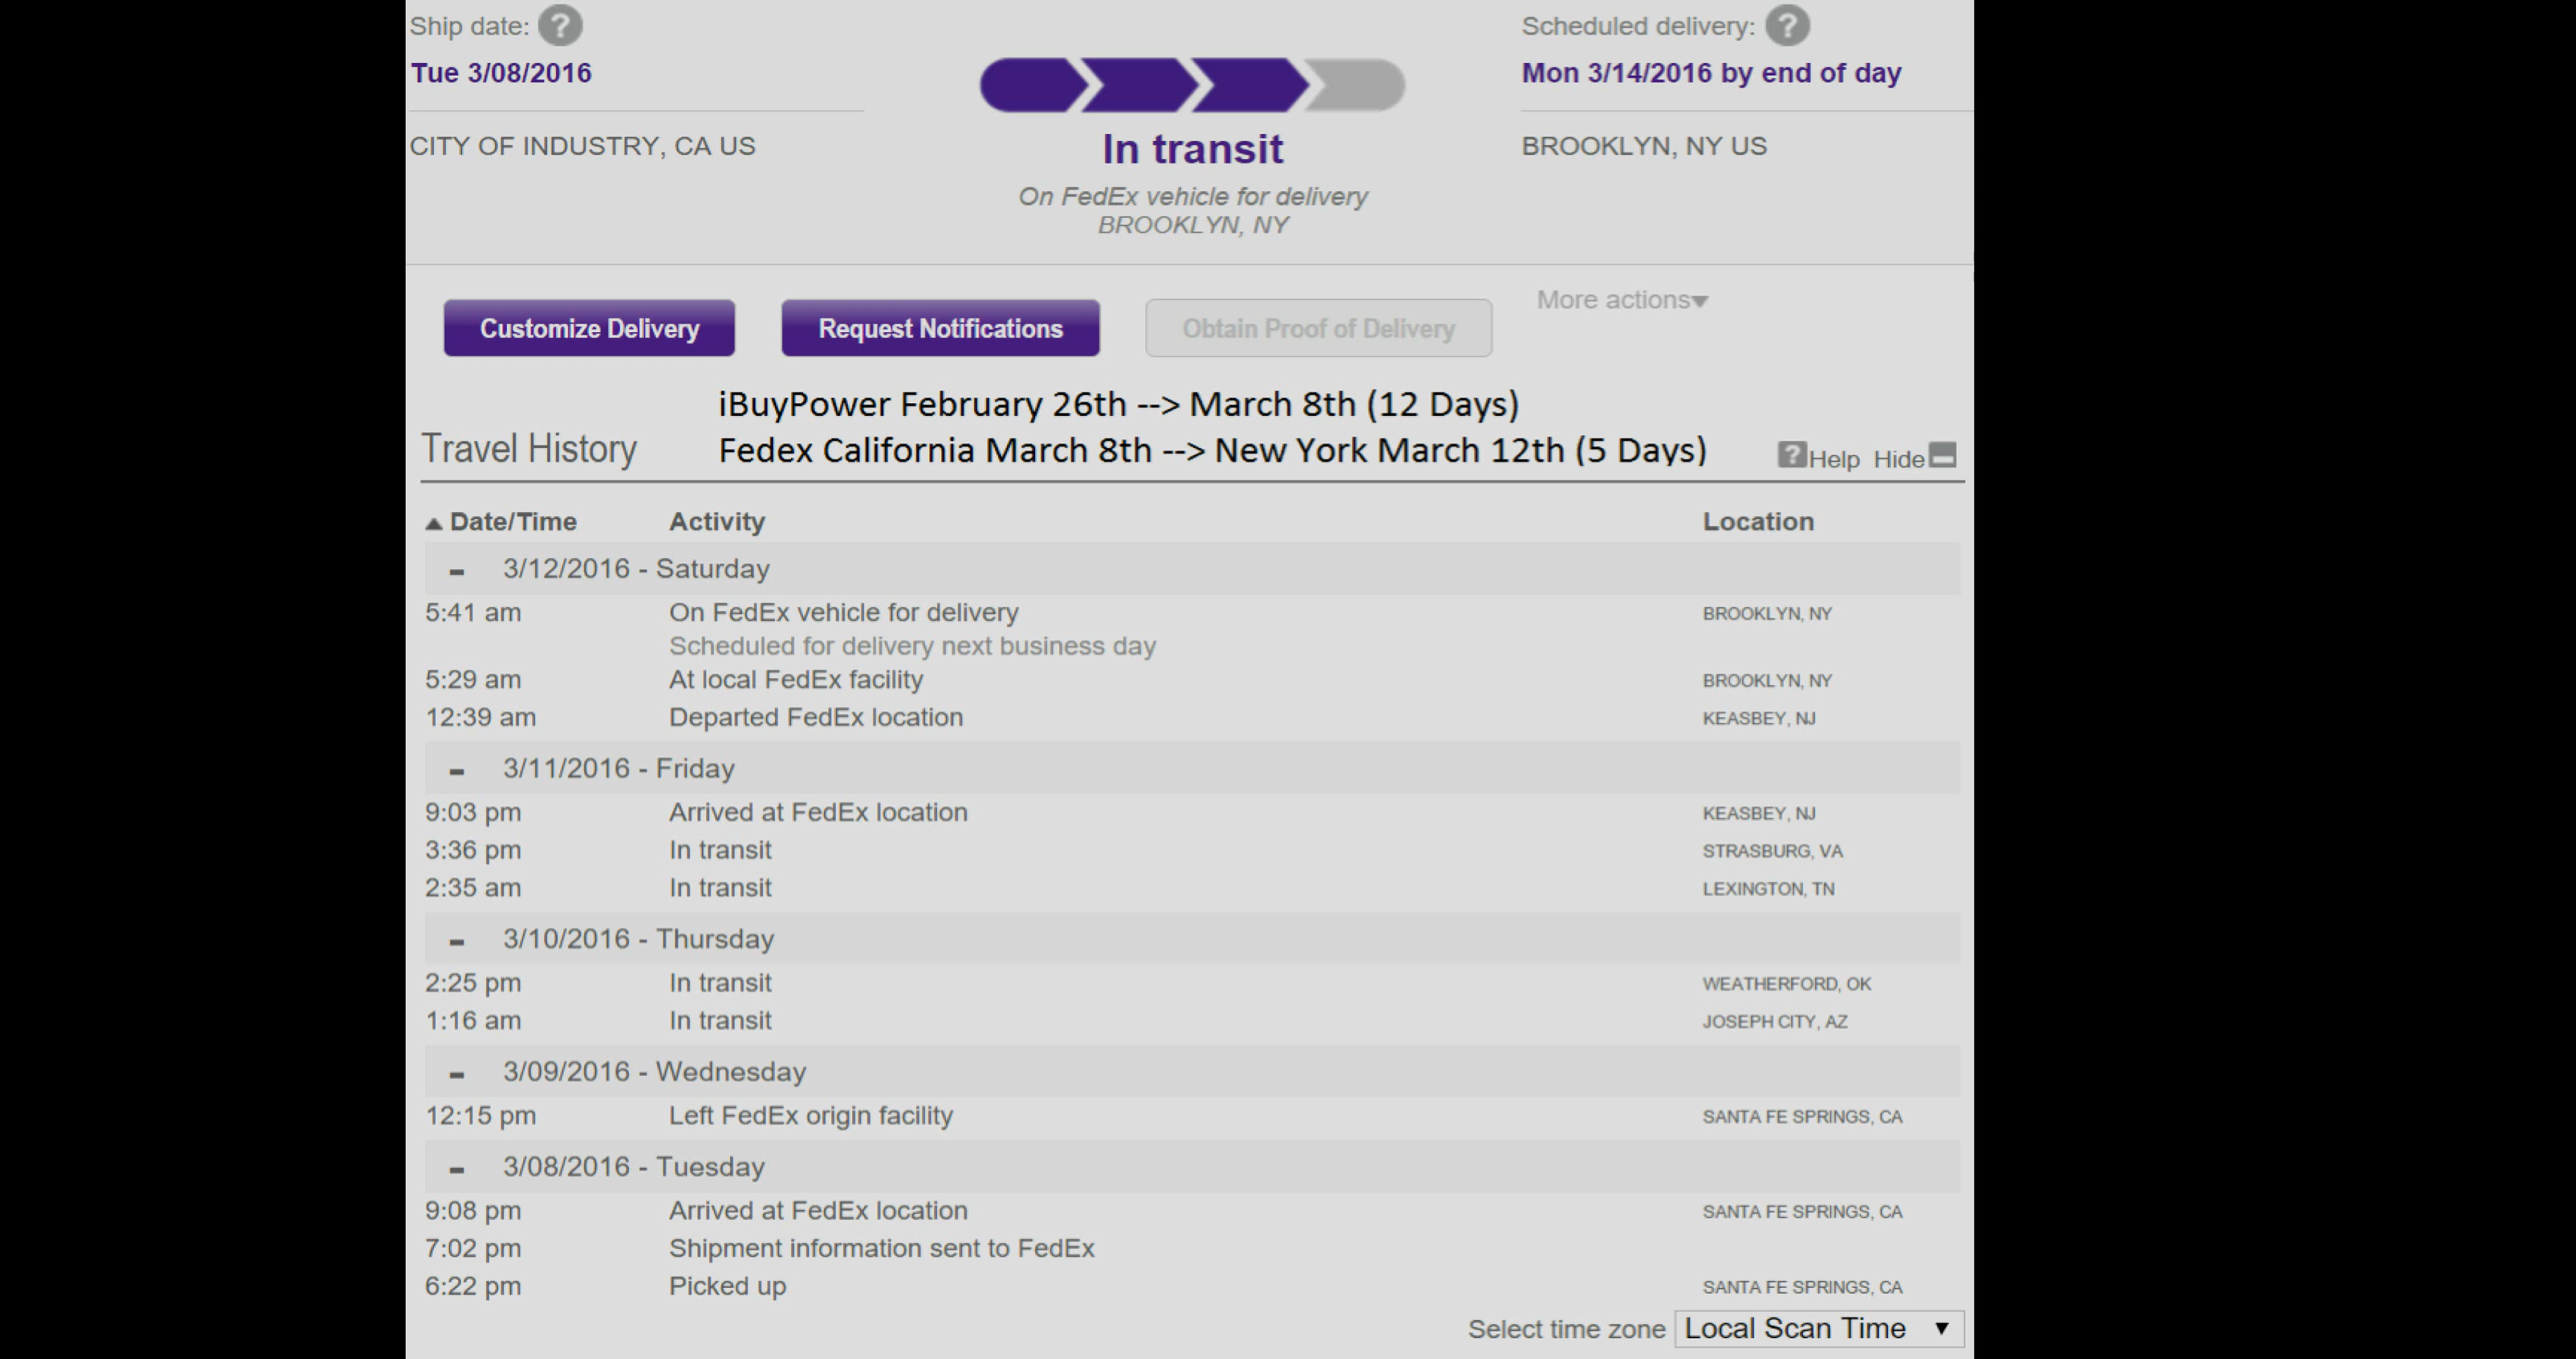 Ship date: ?
Tue 3/08/2016
CITY OF INDUSTRY, CA US
In transit
On FedEx vehicle for delivery
BROOKLYN, NY
Scheduled delivery: ?
Mon 3/14/2016 by end of day
BROOKLYN, NY US
Customize Delivery Request Notifications Obtain Proof of Delivery More actions
iBuyPower February 26th --> March 8th (12 Days)
Fedex California March 8th --> New York March 12th (5 Days)
Travel History ? Help Hide
Date/Time Activity Location
- 3/12/2016 - Saturday
5:41 am On FedEx vehicle for delivery BROOKLYN, NY
Scheduled for delivery next business day
5:29 am At local FedEx facility BROOKLYN, NY
12:39 am Departed FedEx location KEASBEY, NJ
- 3/11/2016 - Friday
9:03 pm Arrived at FedEx location KEASBEY, NJ
3:36 pm In transit STRASBURG, VA
2:35 am In transit LEXINGTON, TN
- 3/10/2016 - Thursday
2:25 pm In transit WEATHERFORD, OK
1:16 am In transit JOSEPH CITY, AZ
- 3/09/2016 - Wednesday
12:15 pm Left FedEx origin facility SANTA FE SPRINGS, CA
- 3/08/2016 - Tuesday
9:08 pm Arrived at FedEx location SANTA FE SPRINGS, CA
7:02 pm Shipment information sent to FedEx
6:22 pm Picked up SANTA FE SPRINGS, CA
Select time zone Local Scan Time